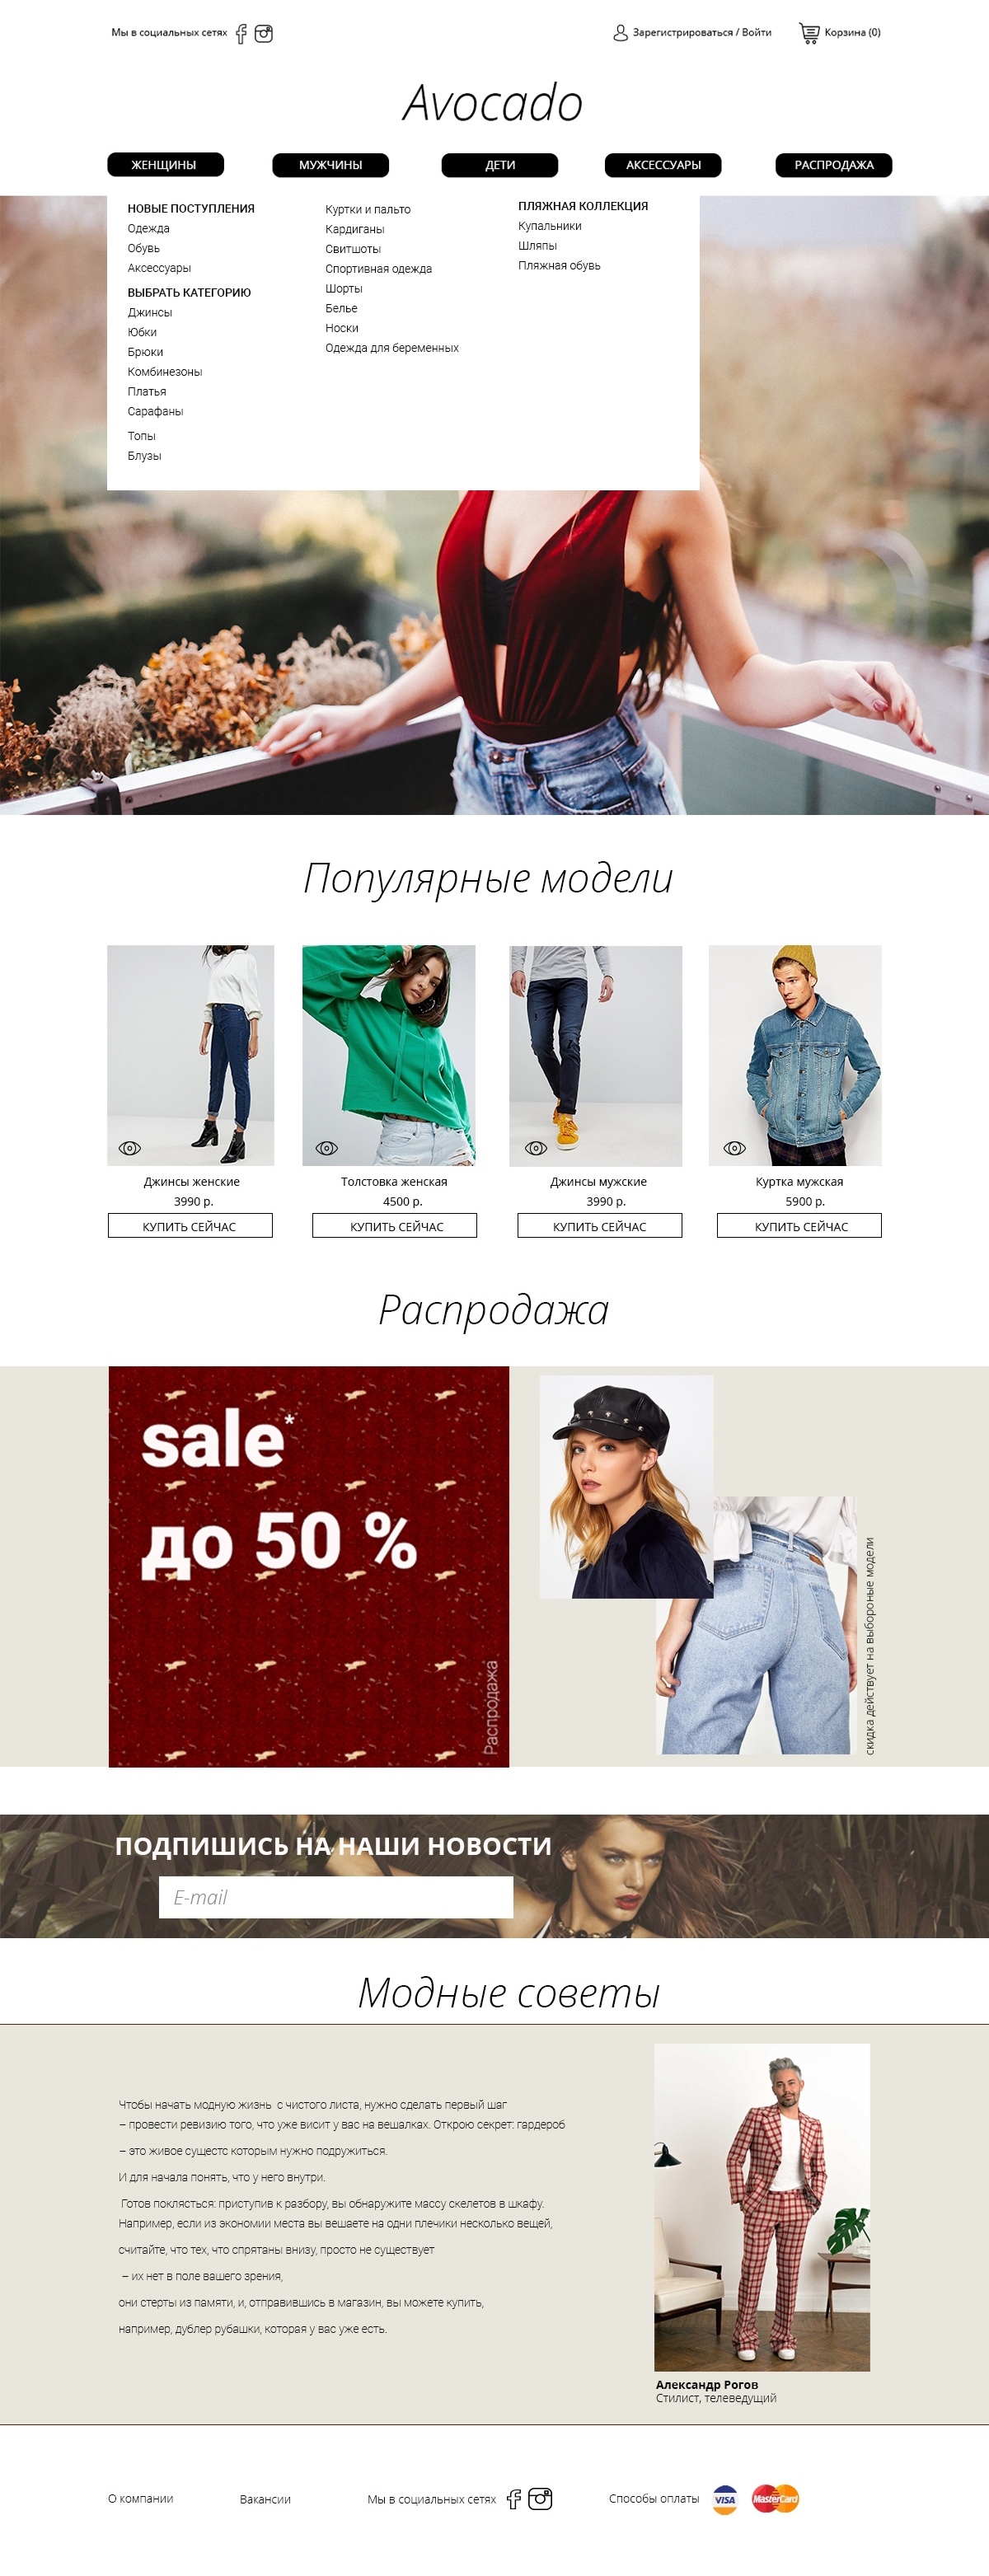 Мы в социальных сетях
Зарегистрироваться / Войти
Корзина (0)
Avocado
ЖЕНЩИНЫ
МУЖЧИНЫ
ДЕТИ
АКСЕССУАРЫ
РАСПРОДАЖА
НОВЫЕ ПОСТУПЛЕНИЯ
Одежда
Обувь
Аксессуары
ВЫБРАТЬ КАТЕГОРИЮ
Джинсы
Юбки
Брюки
Комбинезоны
Платья
Сарафаны
Топы
Блузы
Куртки и пальто
Кардиганы
Свитшоты
Спортивная одежда
Шорты
Белье
Носки
Одежда для беременных
ПЛЯЖНАЯ КОЛЛЕКЦИЯ
Купальники
Шляпы
Пляжная обувь
Популярные модели
Джинсы женские
3990 р.
КУПИТЬ СЕЙЧАС
Толстовка женская
4500 р.
КУПИТЬ СЕЙЧАС
Джинсы мужские
3990 р.
КУПИТЬ СЕЙЧАС
Куртка мужская
5900 р.
КУПИТЬ СЕЙЧАС
Распродажа
sale*
до 50 %
Распродажа
скидка действует на выбороные модели
ПОДПИШИСЬ НА НАШИ НОВОСТИ
E-mail
Модные советы
Чтобы начать модную жизнь с чистого листа, нужно сделать первый шаг
– провести ревизию того, что уже висит у вас на вешалках. Открою секрет: гардероб
– это живое сущестс которым нужно подружиться.
И для начала понять, что у него внутри.
Готов поклясться: приступив к разбору, вы обнаружите массу скелетов в шкафу.
Например, если из экономии места вы вешаете на одни плечики несколько вещей,
считайте, что тех, что спрятаны внизу, просто не существует
– их нет в поле вашего зрения,
они стерты из памяти, и, отправившись в магазин, вы можете купить,
например, дублер рубашки, которая у вас уже есть.
Александр Рогов
Стилист, телеведущий
О компании
Вакансии
Мы в социальных сетях
Способы оплаты
VISA
MasterCard